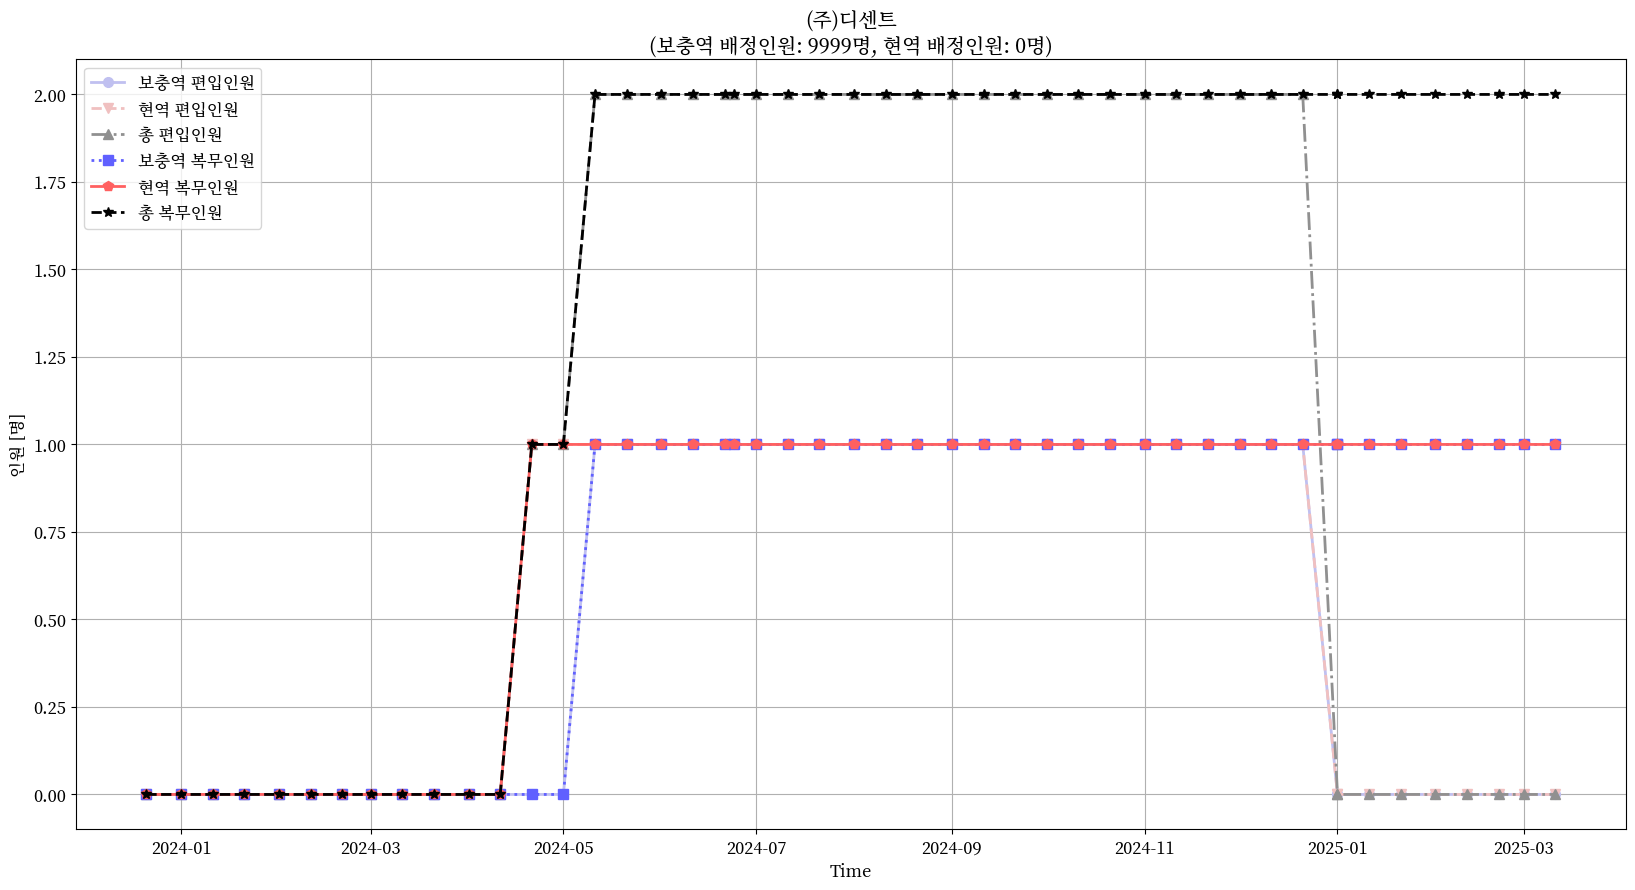 (주)디센트
(보충역 배정인원: 9999명, 현역 배정인원: 0명)
보충역 편입인원
현역 편입인원
총 편입인원
보충역 복무인원
현역 복무인원
총 복무인원
2.00
1.75
1.50
1.25
1.00
0.75
0.50
0.25
0.00
인원 [명]
2024-01
2024-03
2024-05
2024-07
2024-09
2024-11
2025-01
2025-03
Time